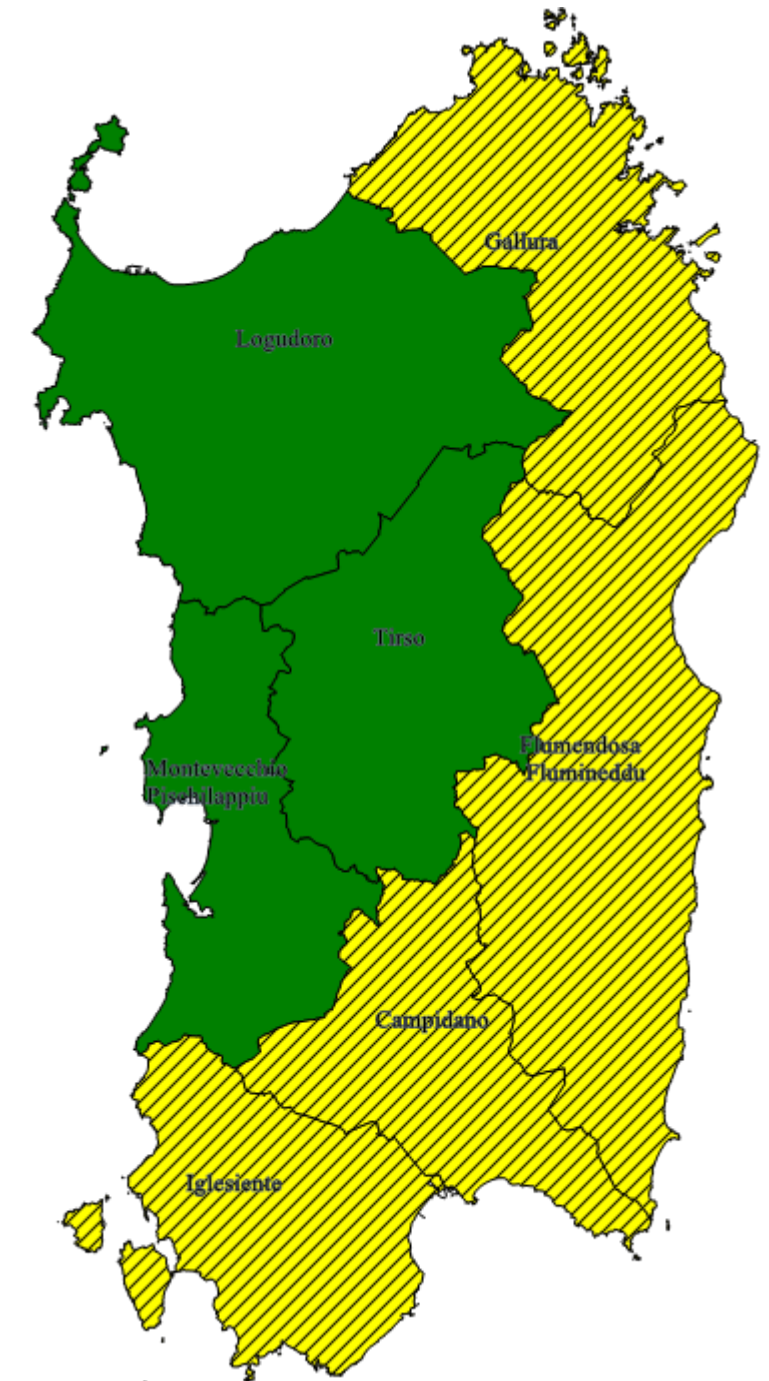 Gallura
Logudoro
Tirso
Flumendosa
Flumineddu
Montevecchio
Pischilappiu
Campidano
Iglesiente